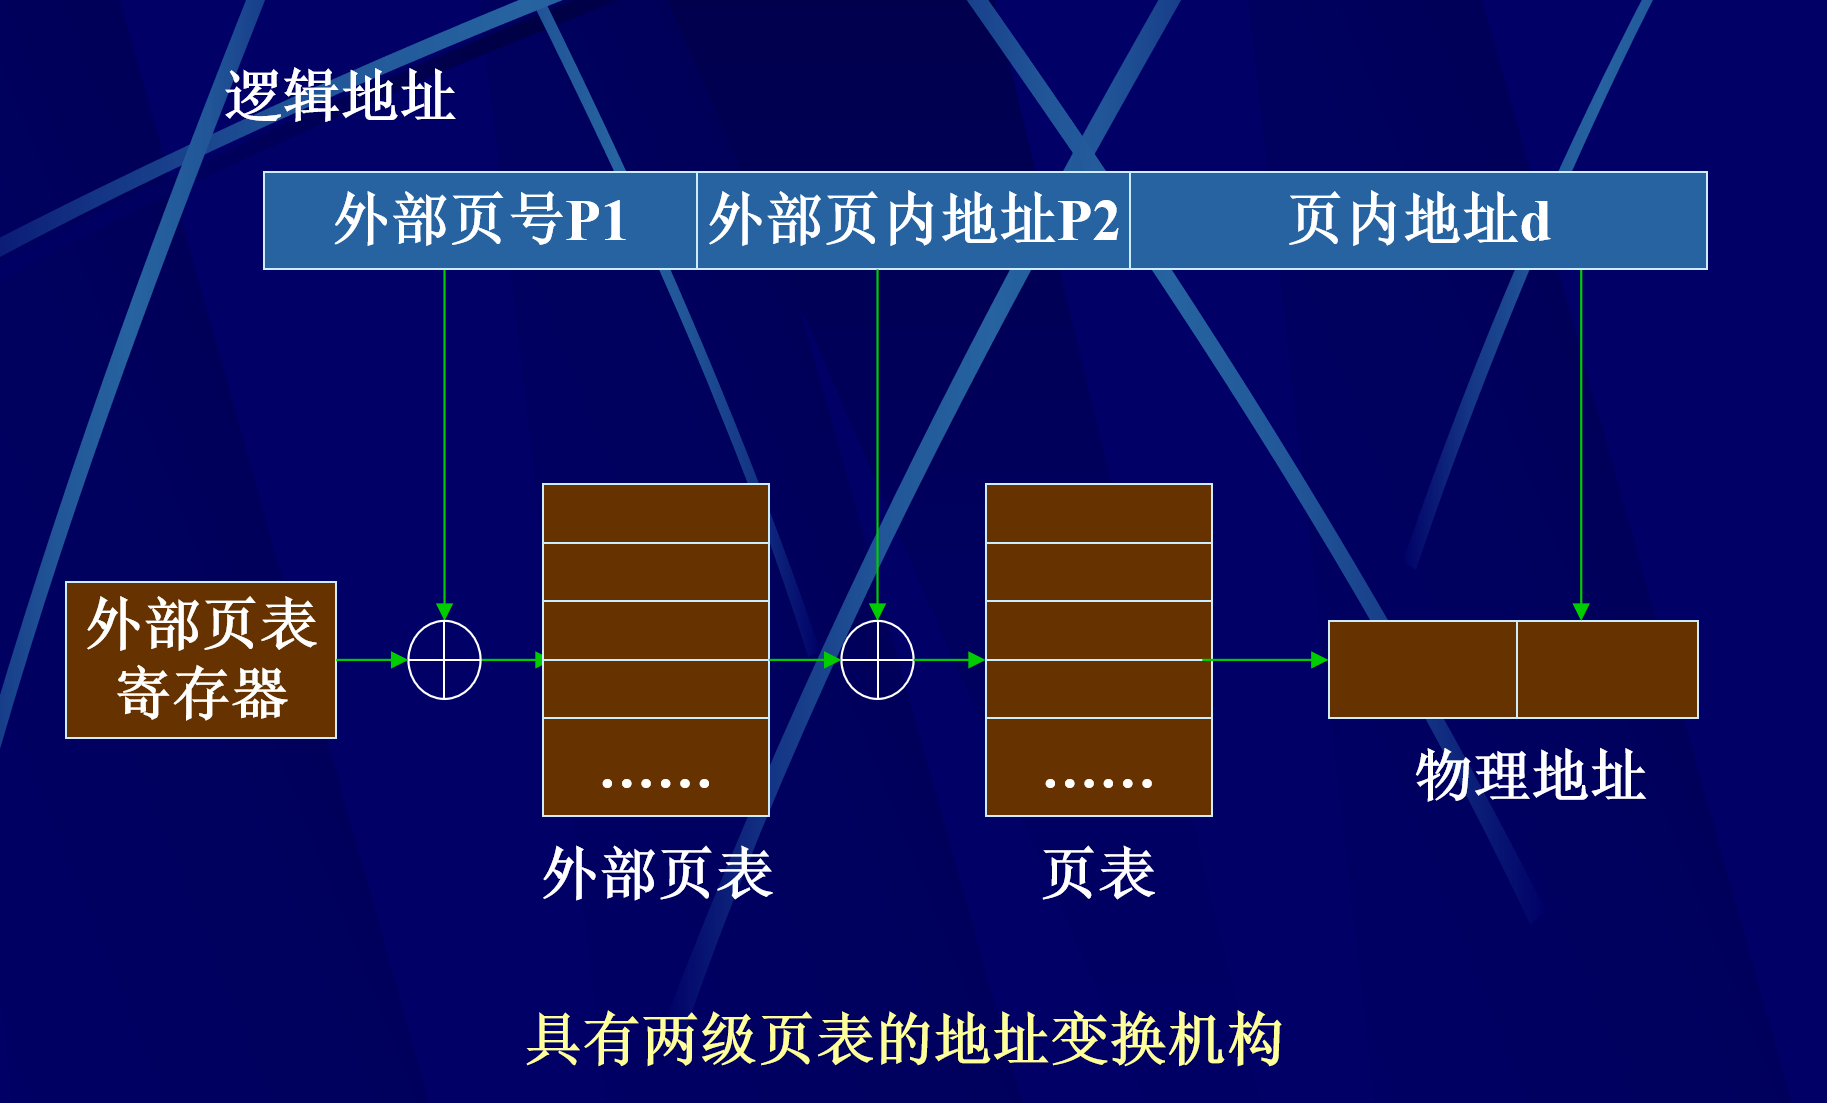 逻辑地址
外部页号P1
外部页内地址P2
页内地址d
外部页表
寄存器
......
......
物理地址
外部页表
页表
具有两级页表的地址变换机构